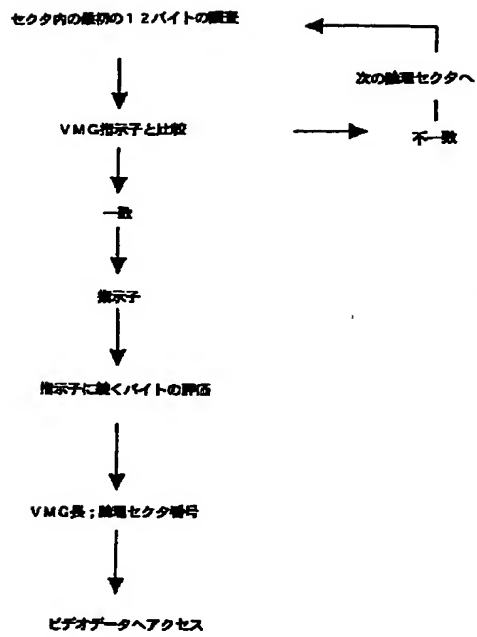 セクタ内の最初の12バイトの調査
次の論理セクタへ
VMG指示子と比較
不一致
一致
指示子
指示子に続くバイトの評価
VMG長;論理セクタ番号
ビデオデータへアクセス